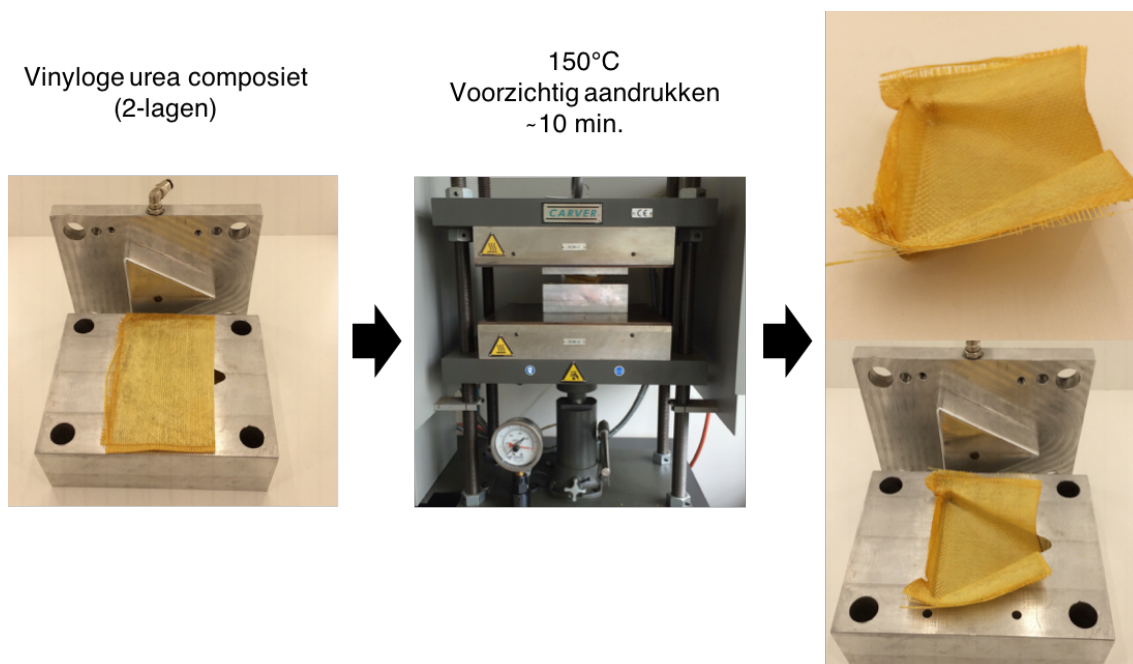 Vinyloge urea composiet
(2-lagen)
150°C
Voorzichtig aandrukken
~10 min.
CARVER
CE